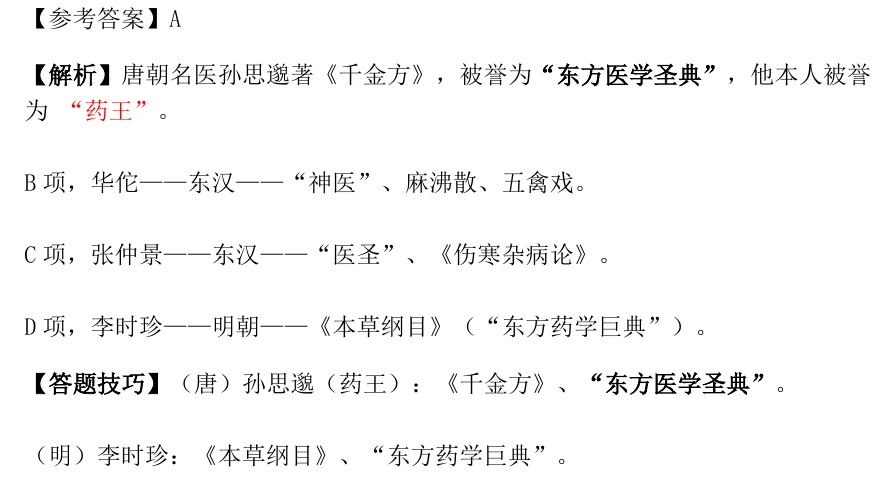 【参考答案】A
【解析】唐朝名医孙思邈著《千金方》，被誉为“东方医学圣典”，他本人被誉
为 “药王”。
B 项，华佗——东汉——“神医”、麻沸散、五禽戏。
C 项，张仲景——东汉——“医圣”、《伤寒杂病论》。
D 项，李时珍——明朝——《本草纲目》（“东方药学巨典”）。
【答题技巧】（唐）孙思邈（药王）：《千金方》、“东方医学圣典”。
（明）李时珍：《本草纲目》、“东方药学巨典”。